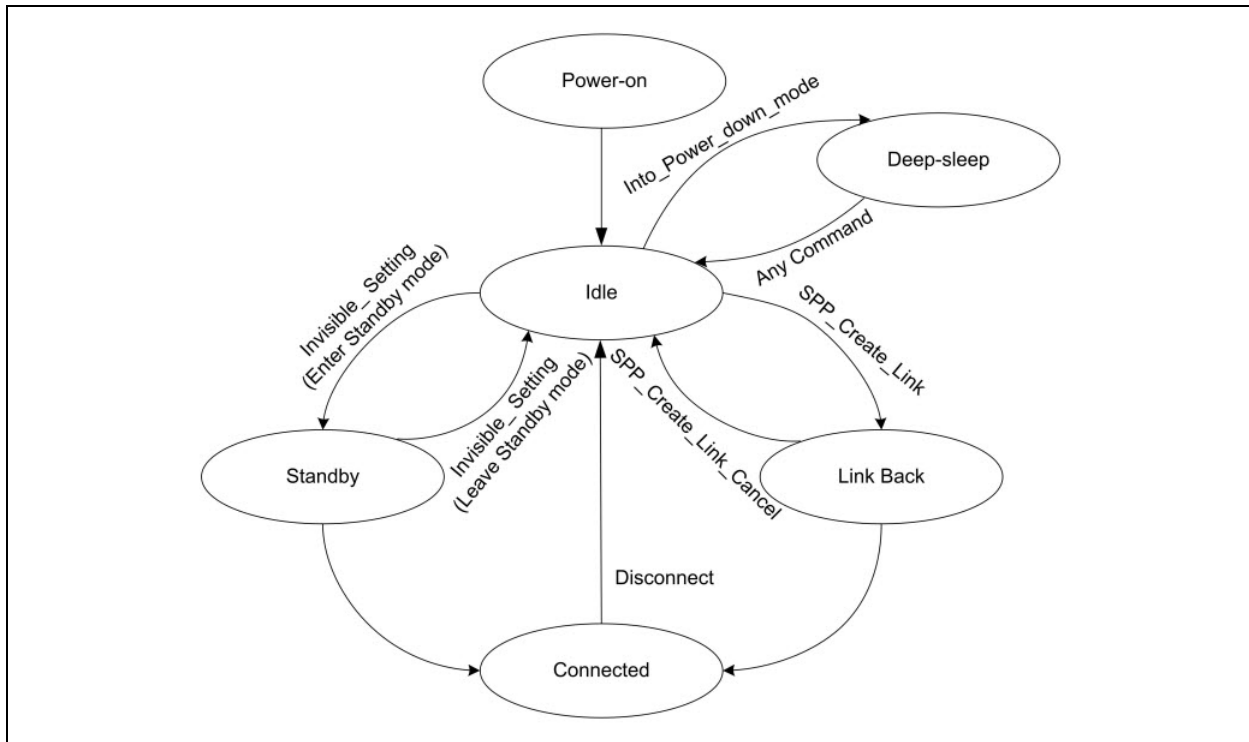 Power-on
Into_Power_down_mode
Deep-sleep
Any Command
Idle
Invisible_Setting
(Enter Standby mode)
Invisible_Setting
(Leave Standby mode)
SPP_Create_Link
SPP_Create_Link_Cancel
Standby
Link Back
Disconnect
Connected